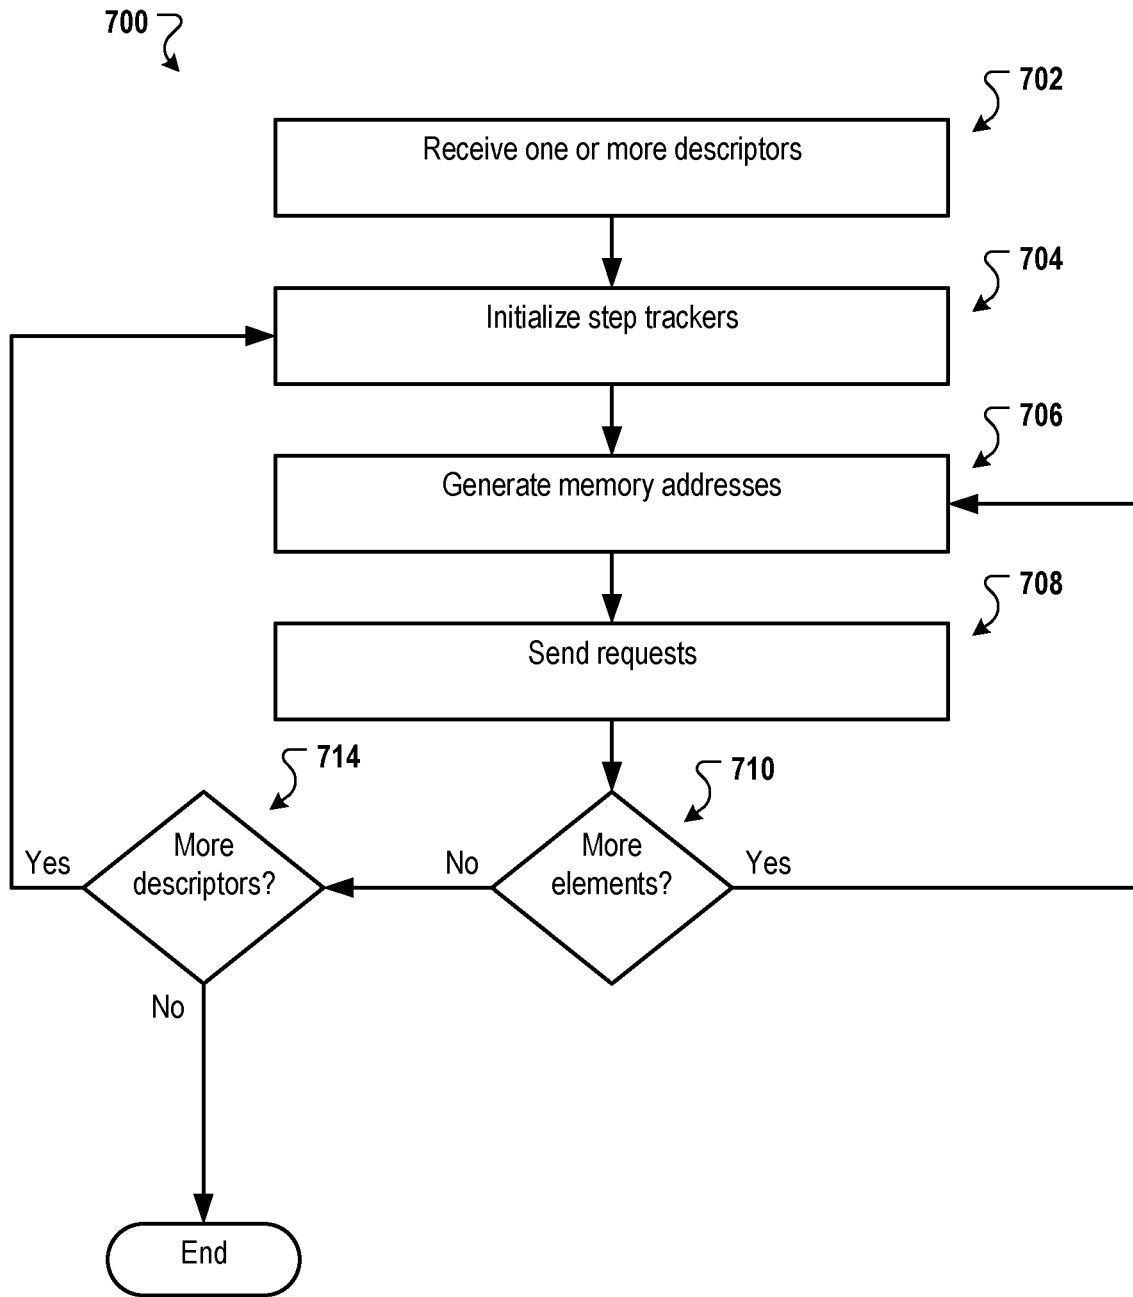 700
702
Receive one or more descriptors
704
Initialize step trackers
706
Generate memory addresses
708
Send requests
714
710
More
descriptors?
More
elements?
Yes
No
Yes
No
End